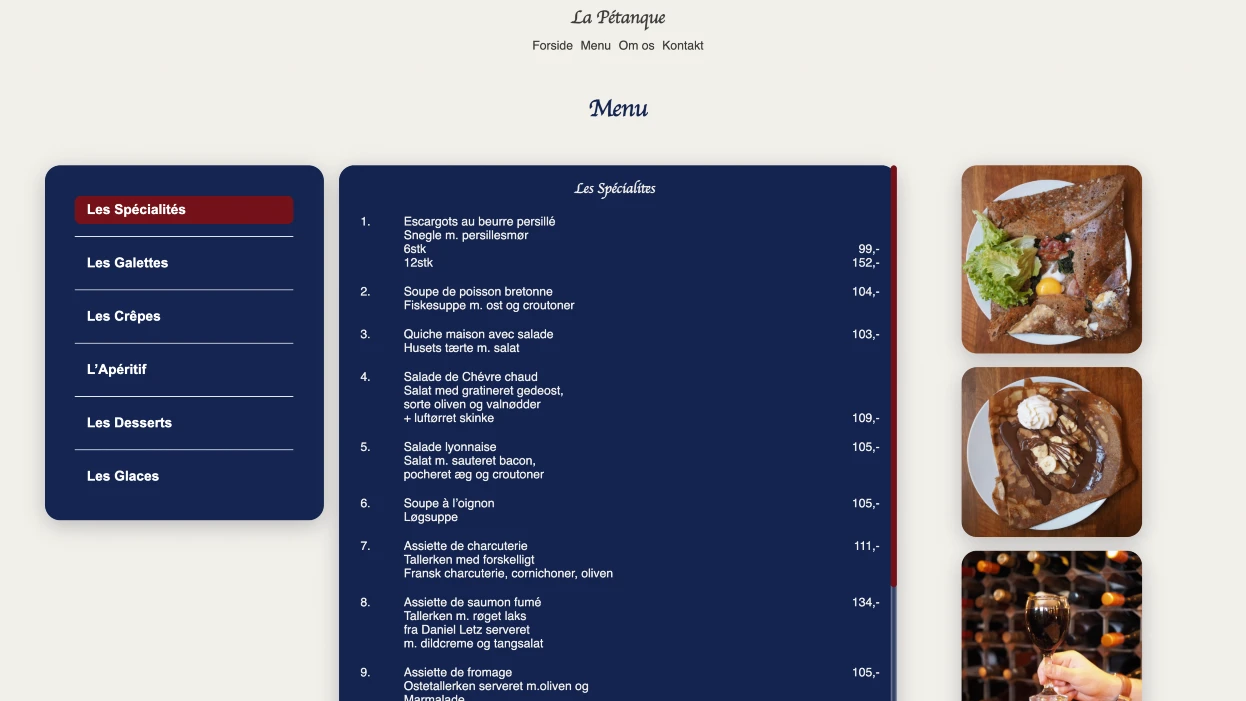 La Pétanque
Forside Menu Om os Kontakt
Menu
Les Spécialités
Les Galettes
Les Crêpes
L’Apéritif
Les Desserts
Les Glaces
Les Spécialites
1. Escargots au beurre persillé
Snegle m. persillesmør
6stk 99,-
12stk 152,-
2. Soupe de poisson bretonne 104,-
Fiskesuppe m. ost og croutoner
3. Quiche maison avec salade 103,-
Husets tærte m. salat
4. Salade de Chévre chaud
Salat med gratineret gedeost,
sorte oliven og valnødder
+ luftørret skinke 109,-
5. Salade lyonnaise 105,-
Salat m. sauteret bacon,
pocheret æg og croutoner
6. Soupe à l’oignon 105,-
Løgsuppe
7. Assiette de charcuterie 111,-
Tallerken med forskelligt
Fransk charcuterie, cornichoner, oliven
8. Assiette de saumon fumé 134,-
Tallerken m. røget laks
fra Daniel Letz serveret
m. dildcreme og tangsalat
9. Assiette de fromage 105,-
Ostetallerken serveret m.oliven og
Marmalade